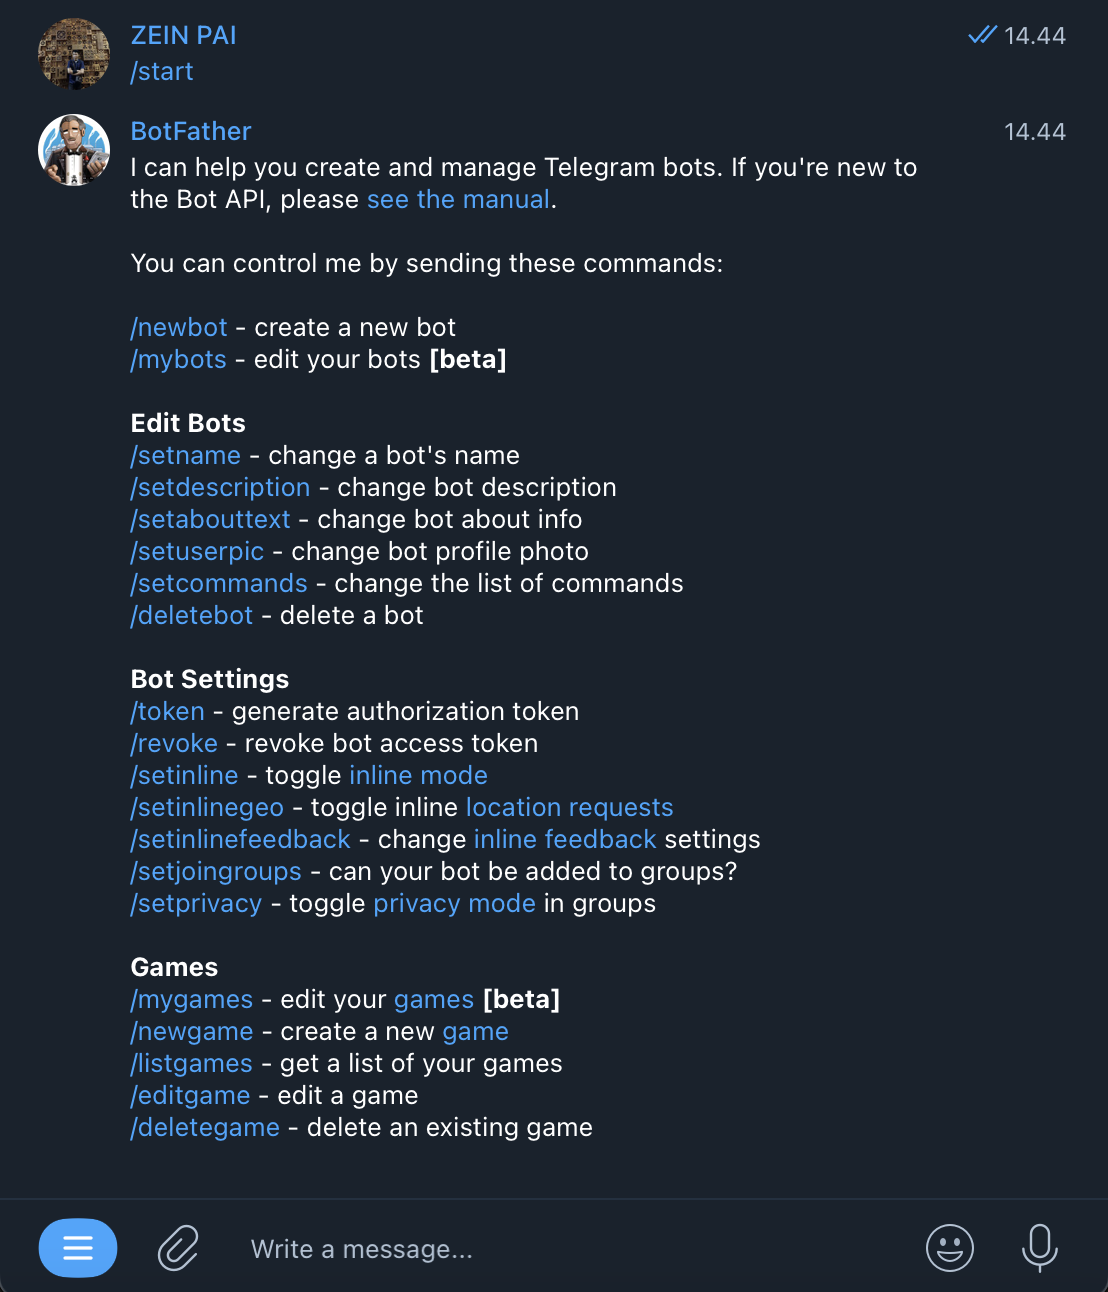 ZEIN PAI 14.44
/start
BotFather 14.44
I can help you create and manage Telegram bots. If you're new to
the Bot API, please see the manual.
You can control me by sending these commands:
/newbot - create a new bot
/mybots - edit your bots [beta]
Edit Bots
/setname - change a bot's name
/setdescription - change bot description
/setabouttext - change bot about info
/setuserpic - change bot profile photo
/setcommands - change the list of commands
/deletebot - delete a bot
Bot Settings
/token - generate authorization token
/revoke - revoke bot access token
/setinline - toggle inline mode
/setinlinegeo - toggle inline location requests
/setinlinefeedback - change inline feedback settings
/setjoingroups - can your bot be added to groups?
/setprivacy - toggle privacy mode in groups
Games
/mygames - edit your games [beta]
/newgame - create a new game
/listgames - get a list of your games
/editgame - edit a game
/deletegame - delete an existing game
Write a message...